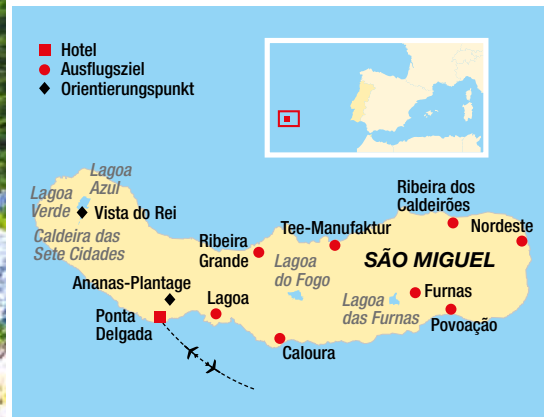 Hotel
Ausflugsziel
Orientierungspunkt
Lagoa
Azul
Lagoa
Verde
Vista do Rei
Caldeira das
Sete Cidades
Ribeira dos
Caldeirões
Nordeste
Tee-Manufaktur
Ribeira
Grande
SÃO MIGUEL
Lagoa
do Fogo
Ananas-Plantage
Lagoa
Furnas
Lagoa
das Furnas
Ponta
Delgada
Povoação
Caloura